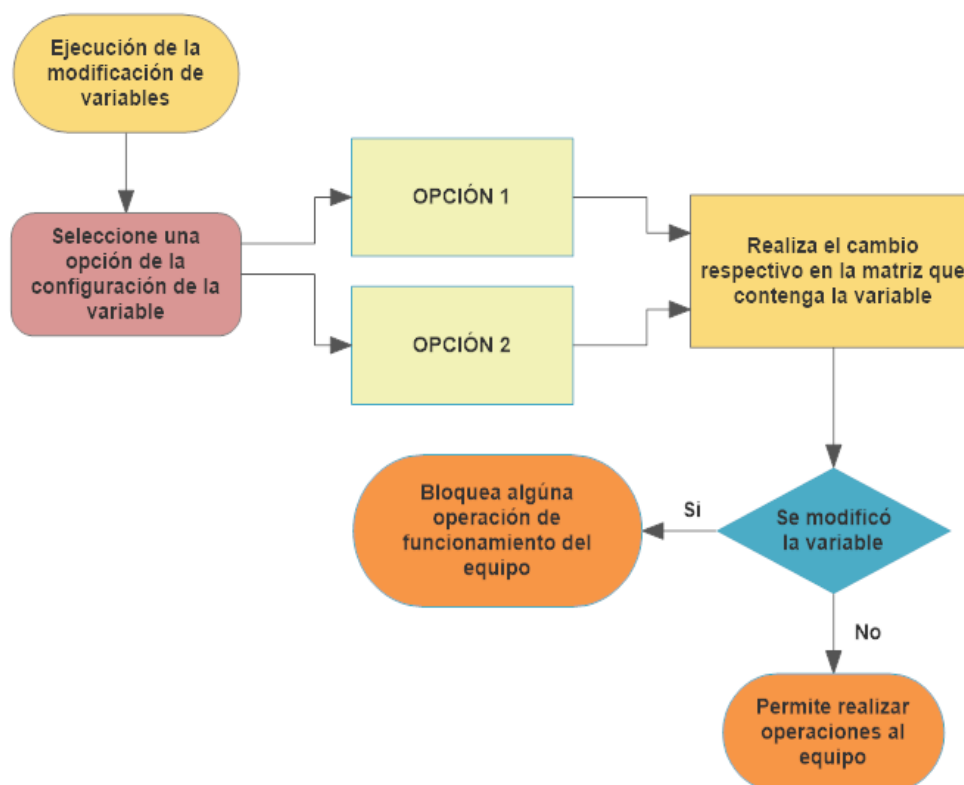 Ejecución de la
modificación de
variables
Seleccione una
opción de la
configuración de la
variable
OPCIÓN 1
OPCIÓN 2
Realiza el cambio
respectivo en la matriz que
contenga la variable
Se modificó
la variable
Si
Bloquea algúna
operación de
funcionamiento del
equipo
No
Permite realizar
operaciones al
equipo